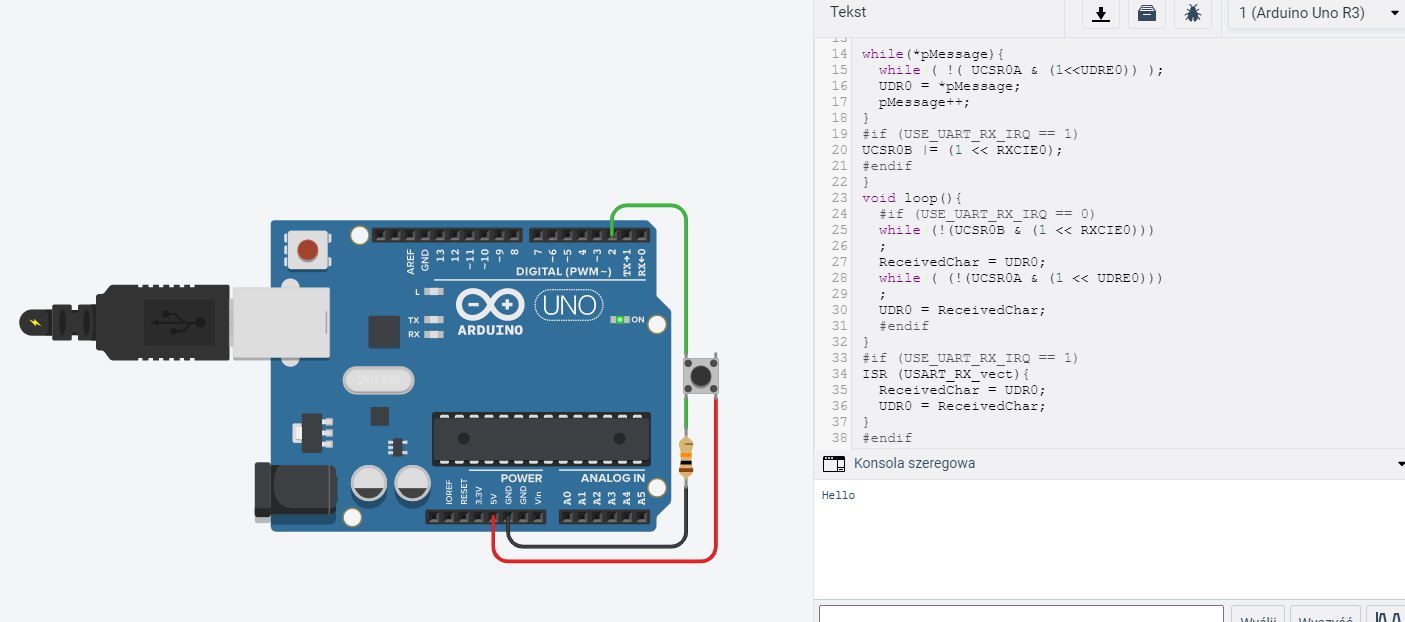 Tekst
1 (Arduino Uno R3)
14 while(*pMessage){
15 while ( !( UCSR0A & (1<<UDRE0)) );
16 UDR0 = *pMessage;
17 pMessage++;
18 }
19 #if (USE_UART_RX_IRQ == 1)
20 UCSR0B |= (1 << RXCIE0);
21 #endif
22 }
23 void loop(){
24 #if (USE_UART_RX_IRQ == 0)
25 while (!(UCSR0B & (1 << RXCIE0)))
26 ;
27 ReceivedChar = UDR0;
28 while ( (!(UCSR0A & (1 << UDRE0)))
29 ;
30 UDR0 = ReceivedChar;
31 #endif
32 }
33 #if (USE_UART_RX_IRQ == 1)
34 ISR (USART_RX_vect){
35 ReceivedChar = UDR0;
36 UDR0 = ReceivedChar;
37 }
38 #endif
Konsola szeregowa
Hello
Wyślij
Wyczyść
AREF
GND
13
12
~11
~10
~9
8
7
~6
~5
4
~3
2
TX→1
RX←0
DIGITAL (PWM~)
L
TX
RX
UNO
ARDUINO
ON
POWER
ANALOG IN
IOREF
RESET
3.3V
5V
GND
GND
Vin
A0
A1
A2
A3
A4
A5